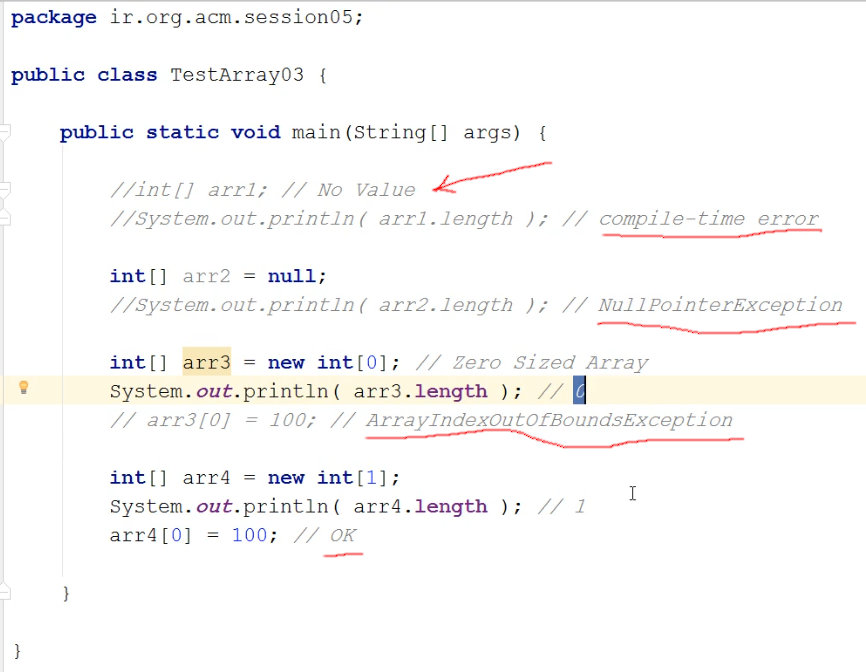 package ir.org.acm.session05;
public class TestArray03 {
public static void main(String[] args) {
//int[] arr1; // No Value
//System.out.println( arr1.length ); // compile-time error
int[] arr2 = null;
//System.out.println( arr2.length ); // NullPointerException
int[] arr3 = new int[0]; // Zero Sized Array
System.out.println( arr3.length ); // 0
// arr3[0] = 100; // ArrayIndexOutOfBoundsException
int[] arr4 = new int[1];
System.out.println( arr4.length ); // 1
arr4[0] = 100; // OK
}
}